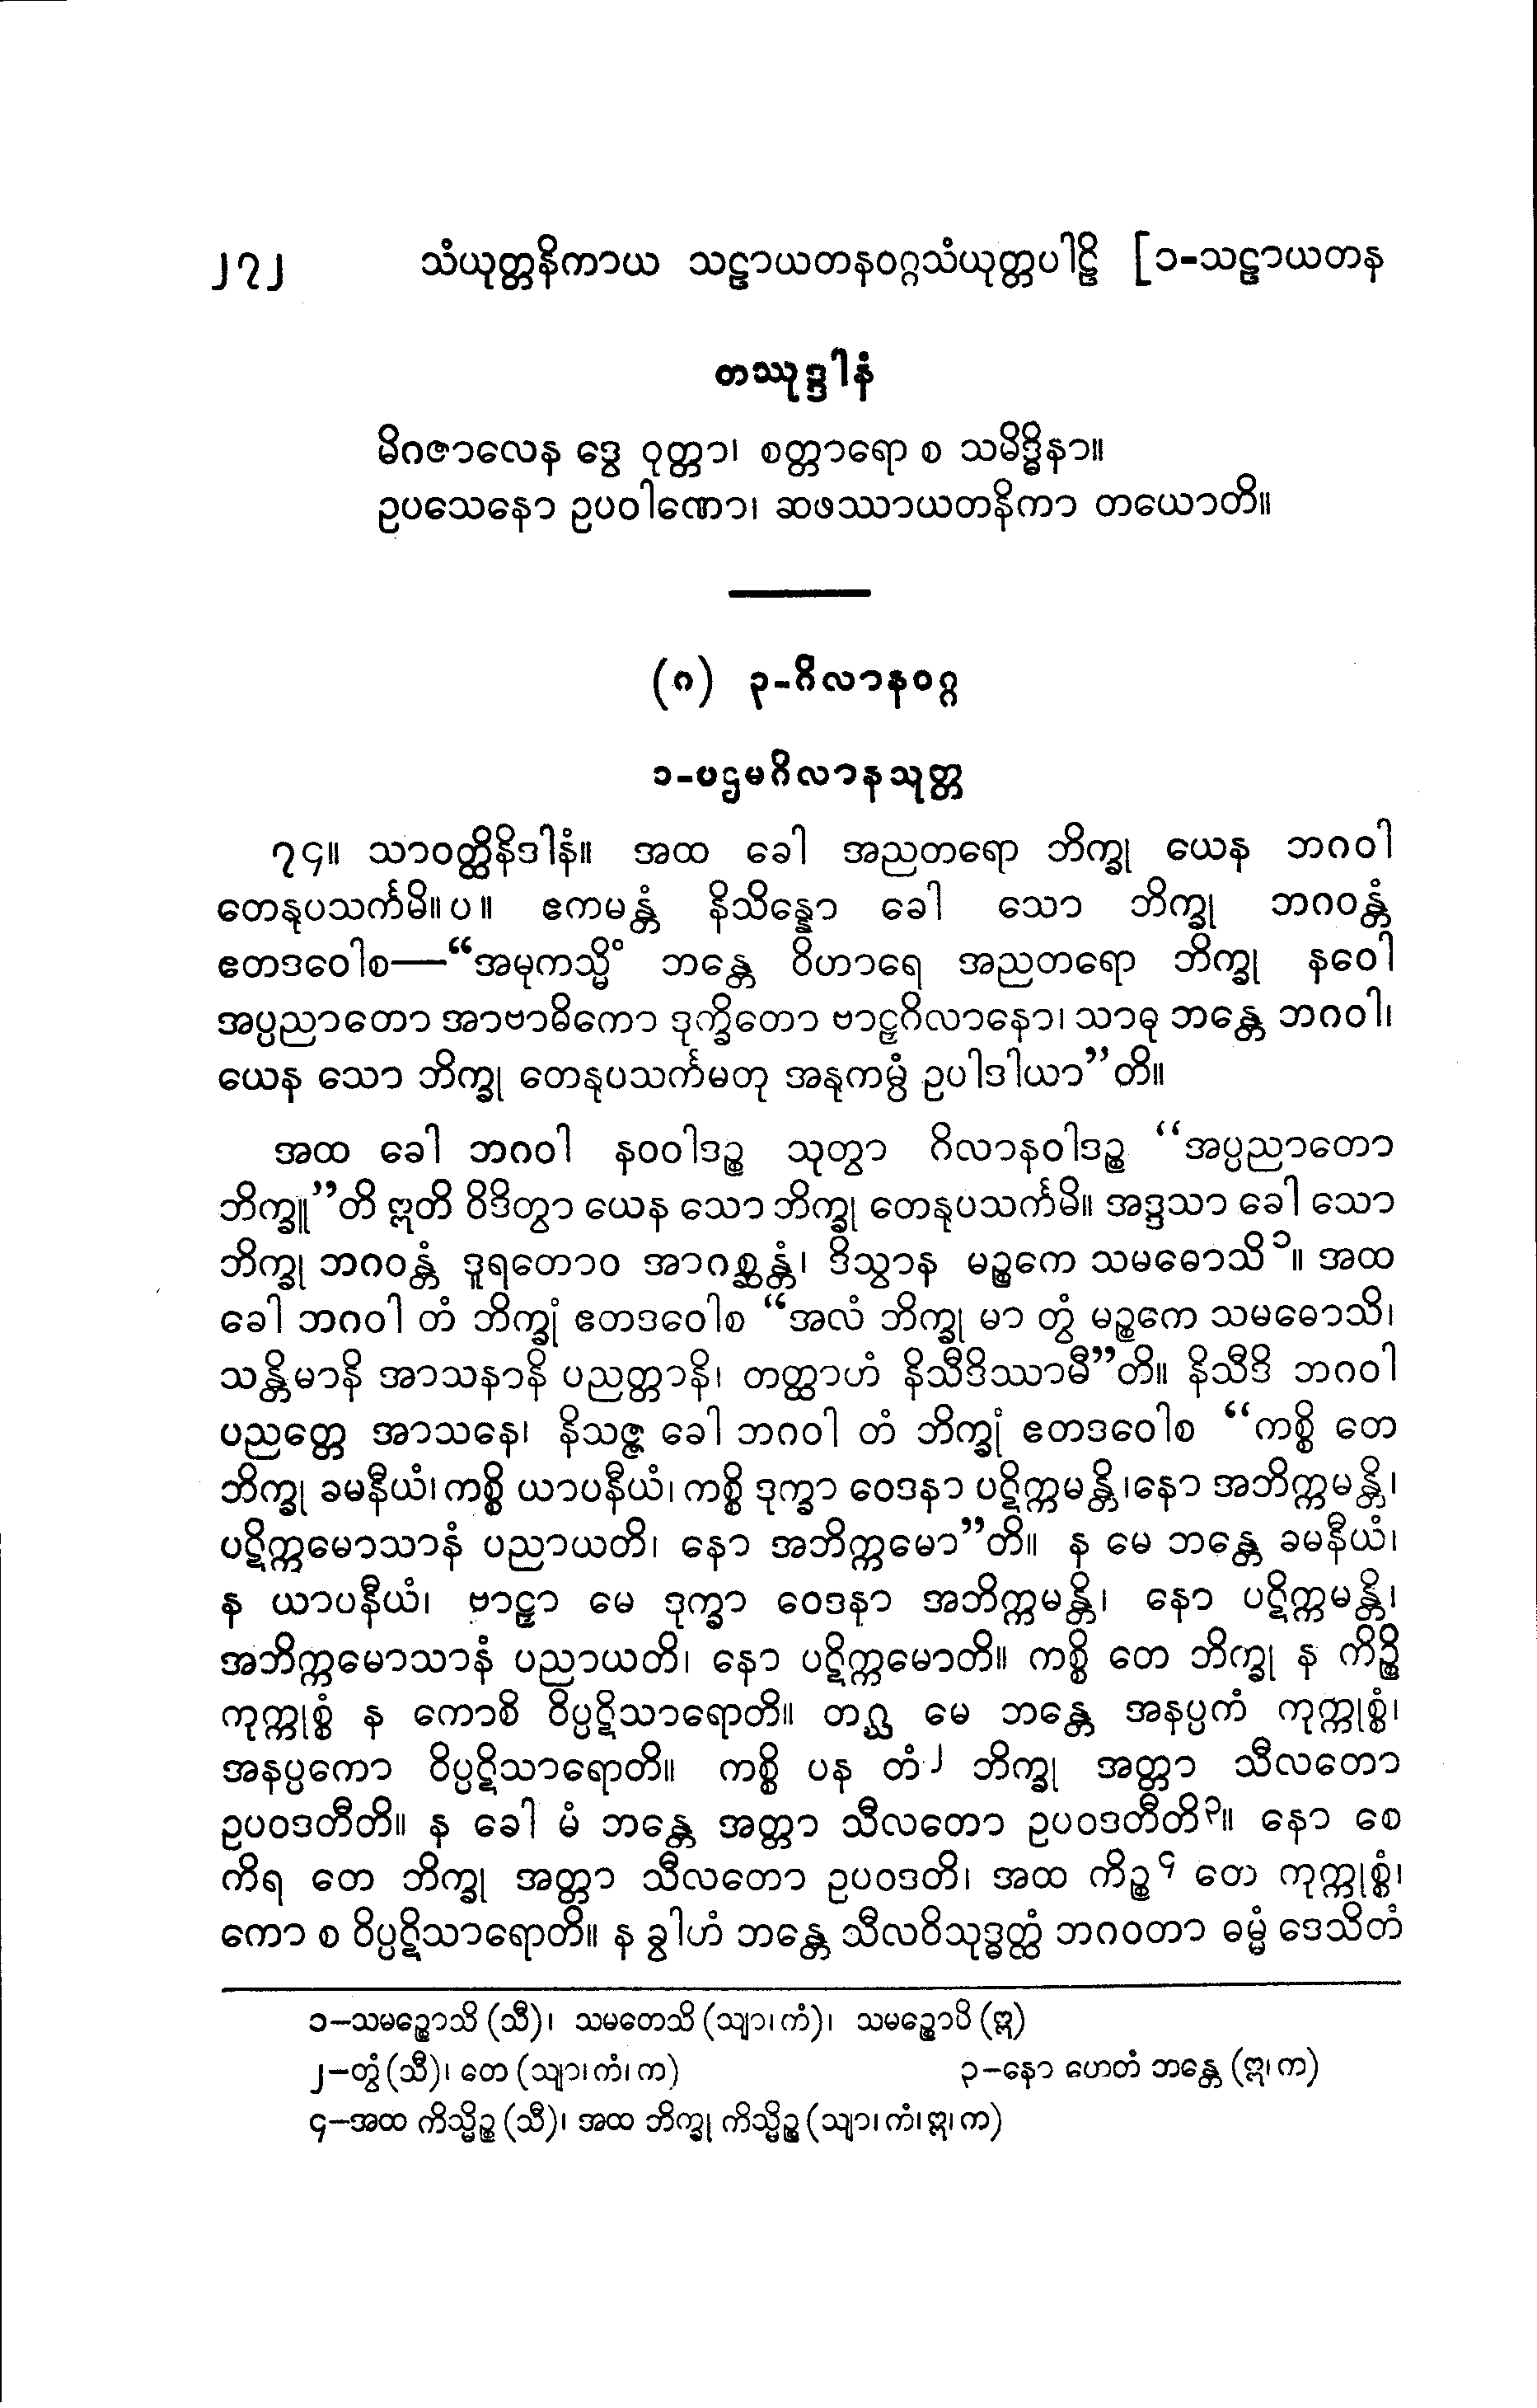 ၂၇၂ သံယုတ္တနိကာယ သဠာယတနဝဂ္ဂသံယုတ္တပါဠိ [၁-သဠာယတန
တဿုဒ္ဒါနံ
မိဂဇာလေန ဒွေ ဝုတ္တာ၊ စတ္တာရော စ သမိဒ္ဓိနာ။
ဥပသေနော ဥပဝါဏော၊ ဆဖဿာယတနိကာ တယောတိ။
(၈) ၃-ဂိလာနဝဂ္ဂ
၁-ပဌမဂိလာနသုတ္တ
၇၄။ သာဝတ္ထိနိဒါနံ။ အထ ခေါ အညတရော ဘိက္ခု ယေန ဘဂဝါ
တေနုပသင်္ကမိ။ပ။ ဧကမန္တံ နိသိန္နော ခေါ သော ဘိက္ခု ဘဂဝန္တံ
ဧတဒဝေါစ—“အမုကသ္မိံ ဘန္တေ ဝိဟာရေ အညတရော ဘိက္ခု နဝေါ
အပ္ပညာတော အာဗာဓိကော ဒုက္ခိတော ဗာဠှဂိလာနော၊ သာဓု ဘန္တေ ဘဂဝါ၊
ယေန သော ဘိက္ခု တေနုပသင်္ကမတု အနုကမ္ပံ ဥပါဒါယာ”တိ။
အထ ခေါ ဘဂဝါ နဝဝါဒဉ္စ သုတွာ ဂိလာနဝါဒဉ္စ “အပ္ပညာတော
ဘိက္ခူ”တိ ဣတိ ဝိဒိတွာ ယေန သော ဘိက္ခု တေနုပသင်္ကမိ။ အဒ္ဒသာ ခေါ သော
ဘိက္ခု ဘဂဝန္တံ ဒူရတောဝ အာဂစ္ဆန္တံ၊ ဒိသွာန မဉ္စကေ သမဓောသိ၁။ အထ
ခေါ ဘဂဝါ တံ ဘိက္ခုံ ဧတဒဝေါစ “အလံ ဘိက္ခု မာ တွံ မဉ္စကေ သမဓောသိ၊
သန္တိမာနိ အာသနာနိ ပညတ္တာနိ၊ တတ္ထာဟံ နိသီဒိဿာမီ”တိ။ နိသီဒိ ဘဂဝါ
ပညတ္တေ အာသနေ၊ နိသဇ္ဇ ခေါ ဘဂဝါ တံ ဘိက္ခုံ ဧတဒဝေါစ “ကစ္စိ တေ
ဘိက္ခု ခမနီယံ၊ ကစ္စိ ယာပနီယံ၊ ကစ္စိ ဒုက္ခာ ဝေဒနာ ပဋိက္ကမန္တိ၊ နော အဘိက္ကမန္တိ၊
ပဋိက္ကမောသာနံ ပညာယတိ၊ နော အဘိက္ကမော”တိ။ န မေ ဘန္တေ ခမနီယံ၊
န ယာပနီယံ၊ ဗာဠှာ မေ ဒုက္ခာ ဝေဒနာ အဘိက္ကမန္တိ၊ နော ပဋိက္ကမန္တိ၊
အဘိက္ကမောသာနံ ပညာယတိ၊ နော ပဋိက္ကမောတိ။ ကစ္စိ တေ ဘိက္ခု န ကိဉ္စိ
ကုက္ကုစ္စံ န ကောစိ ဝိပ္ပဋိသာရောတိ။ တဂ္ဃ မေ ဘန္တေ အနပ္ပကံ ကုက္ကုစ္စံ၊
အနပ္ပကော ဝိပ္ပဋိသာရောတိ။ ကစ္စိ ပန တံ၂ ဘိက္ခု အတ္တာ သီလတော
ဥပဝဒတီတိ။ န ခေါ မံ ဘန္တေ အတ္တာ သီလတော ဥပဝဒတီတိ၃။ နော စေ
ကိရ တေ ဘိက္ခု အတ္တာ သီလတော ဥပဝဒတိ၊ အထ ကိဉ္စ၄ တေ ကုက္ကုစ္စံ၊
ကော စ ဝိပ္ပဋိသာရောတိ။ န ခွါဟံ ဘန္တေ သီလဝိသုဒ္ဓတ္ထံ ဘဂဝတာ ဓမ္မံ ဒေသိတံ
၁–သမဉ္စောသိ (သီ)၊ သမတေသိ (သျာ၊ ကံ)၊ သမဉ္စောပိ (ဣ)
၂–တွံ (သီ)၊ တေ (သျာ၊ ကံ၊ က) ၃–နော ဟေတံ ဘန္တေ (ဣ၊ က)
၄–အထ ကိသ္မိဉ္စ (သီ)၊ အထ ဘိက္ခု ကိသ္မိဉ္စ (သျာ၊ ကံ၊ ဣ၊ က)